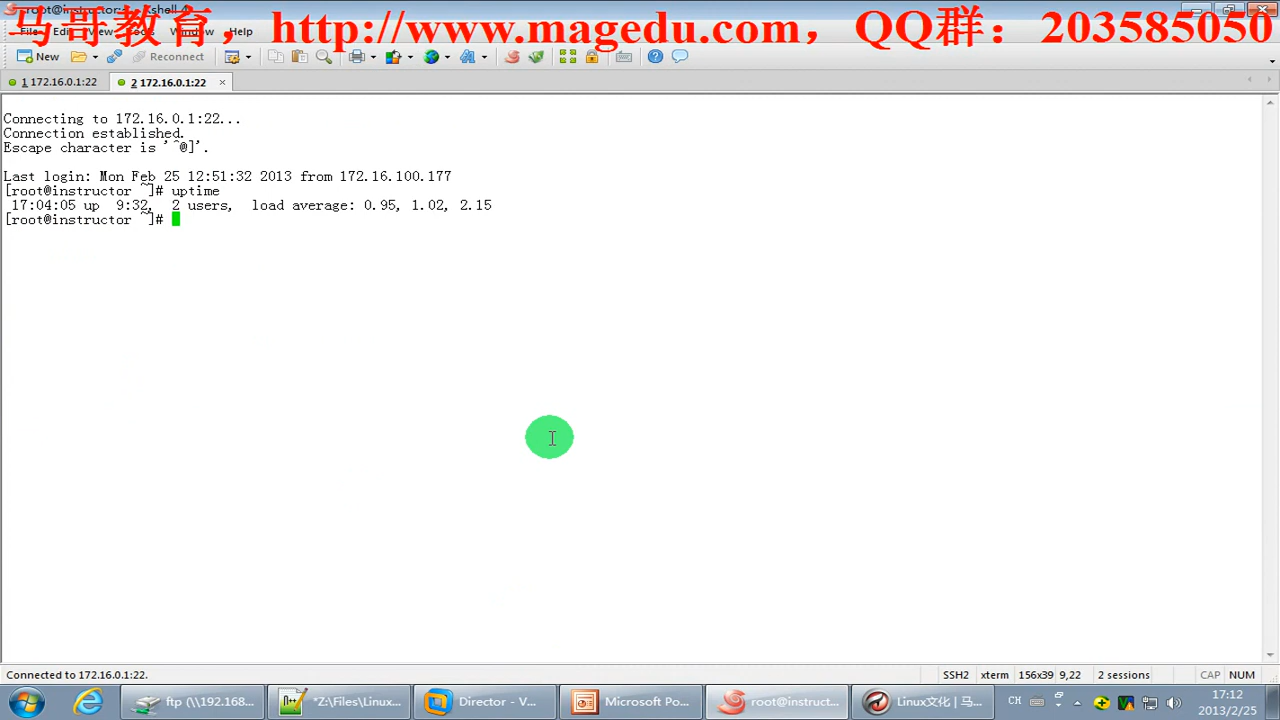 马哥教育，http://www.magedu.com，QQ群：203585050
Help
New
Reconnect
1 172.16.0.1:22
2 172.16.0.1:22
Connecting to 172.16.0.1:22...
Connection established.
Escape character is '^@]'.
Last login: Mon Feb 25 12:51:32 2013 from 172.16.100.177
[root@instructor ~]# uptime
17:04:05 up  9:32,  2 users,  load average: 0.95, 1.02, 2.15
[root@instructor ~]#
Connected to 172.16.0.1:22.
SSH2
xterm
156x39
9,22
2 sessions
CAP
NUM
ftp (\\192.168...
*Z:\Files\Linux...
Director - V...
Microsoft Po...
root@instruct...
Linux文化 | 马...
CH
17:12
2013/2/25